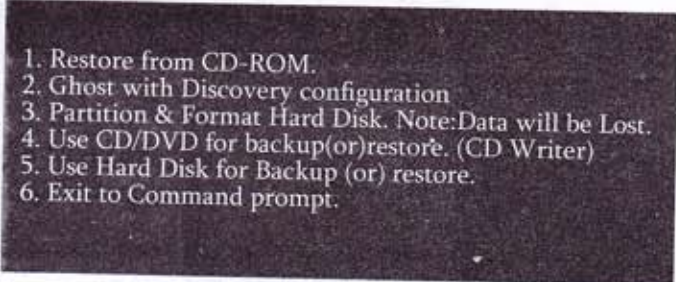 1. Restore from CD-ROM.
2. Ghost with Discovery configuration
3. Partition & Format Hard Disk. Note:Data will be Lost.
4. Use CD/DVD for backup(or)restore. (CD Writer)
5. Use Hard Disk for Backup (or) restore.
6. Exit to Command prompt.